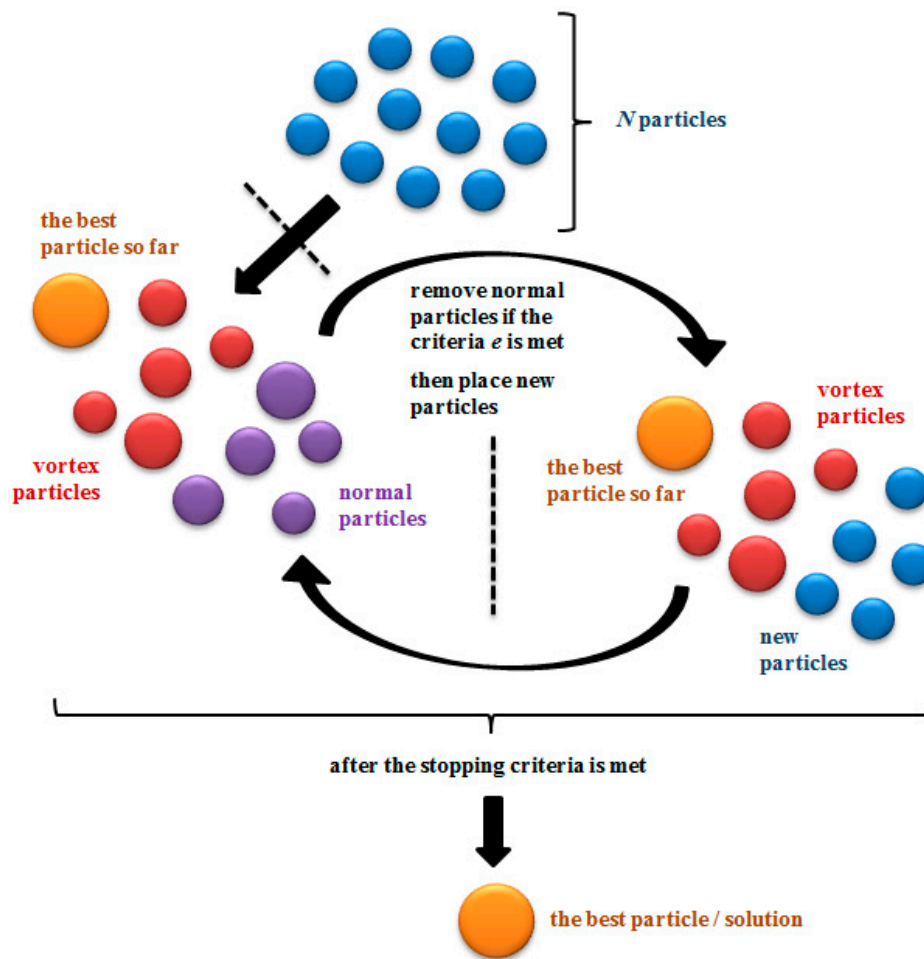 N particles
the best
particle so far
remove normal
particles if the
criteria e is met
then place new
particles
vortex
particles
normal
particles
vortex
particles
the best
particle so far
new
particles
after the stopping criteria is met
the best particle / solution